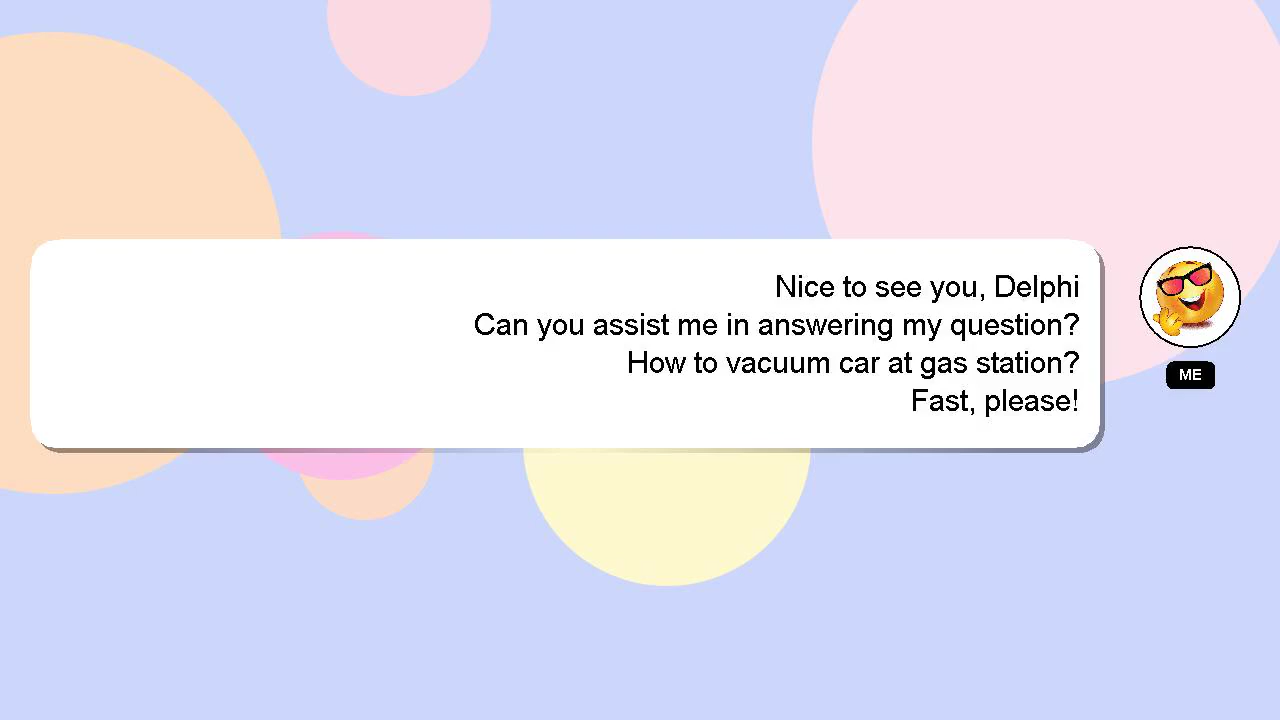 Nice to see you, Delphi
Can you assist me in answering my question?
How to vacuum car at gas station?
Fast, please!
ME